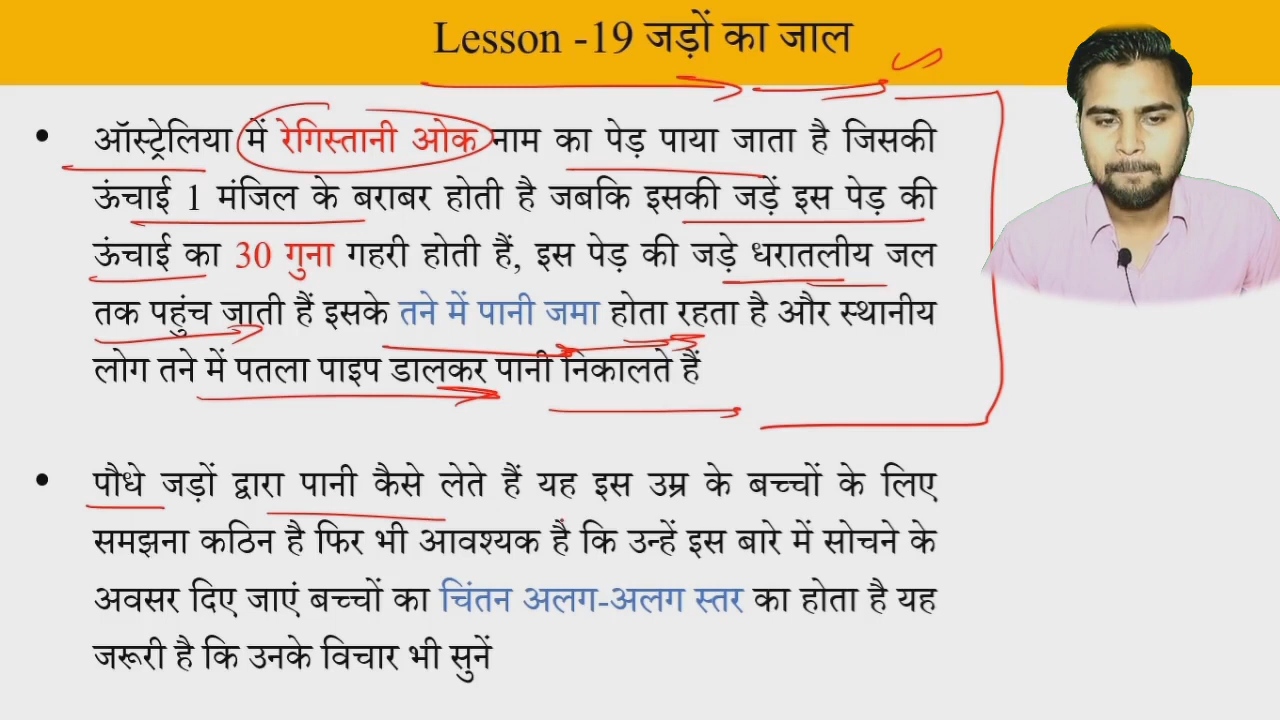 Lesson -19 जड़ों का जाल
• ऑस्ट्रेलिया में रेगिस्तानी ओक नाम का पेड़ पाया जाता है जिसकी
ऊंचाई 1 मंजिल के बराबर होती है जबकि इसकी जड़ें इस पेड़ की
ऊंचाई का 30 गुना गहरी होती हैं, इस पेड़ की जड़े धरातलीय जल
तक पहुंच जाती हैं इसके तने में पानी जमा होता रहता है और स्थानीय
लोग तने में पतला पाइप डालकर पानी निकालते हैं
• पौधे जड़ों द्वारा पानी कैसे लेते हैं यह इस उम्र के बच्चों के लिए
समझना कठिन है फिर भी आवश्यक है कि उन्हें इस बारे में सोचने के
अवसर दिए जाएं बच्चों का चिंतन अलग-अलग स्तर का होता है यह
जरूरी है कि उनके विचार भी सुनें